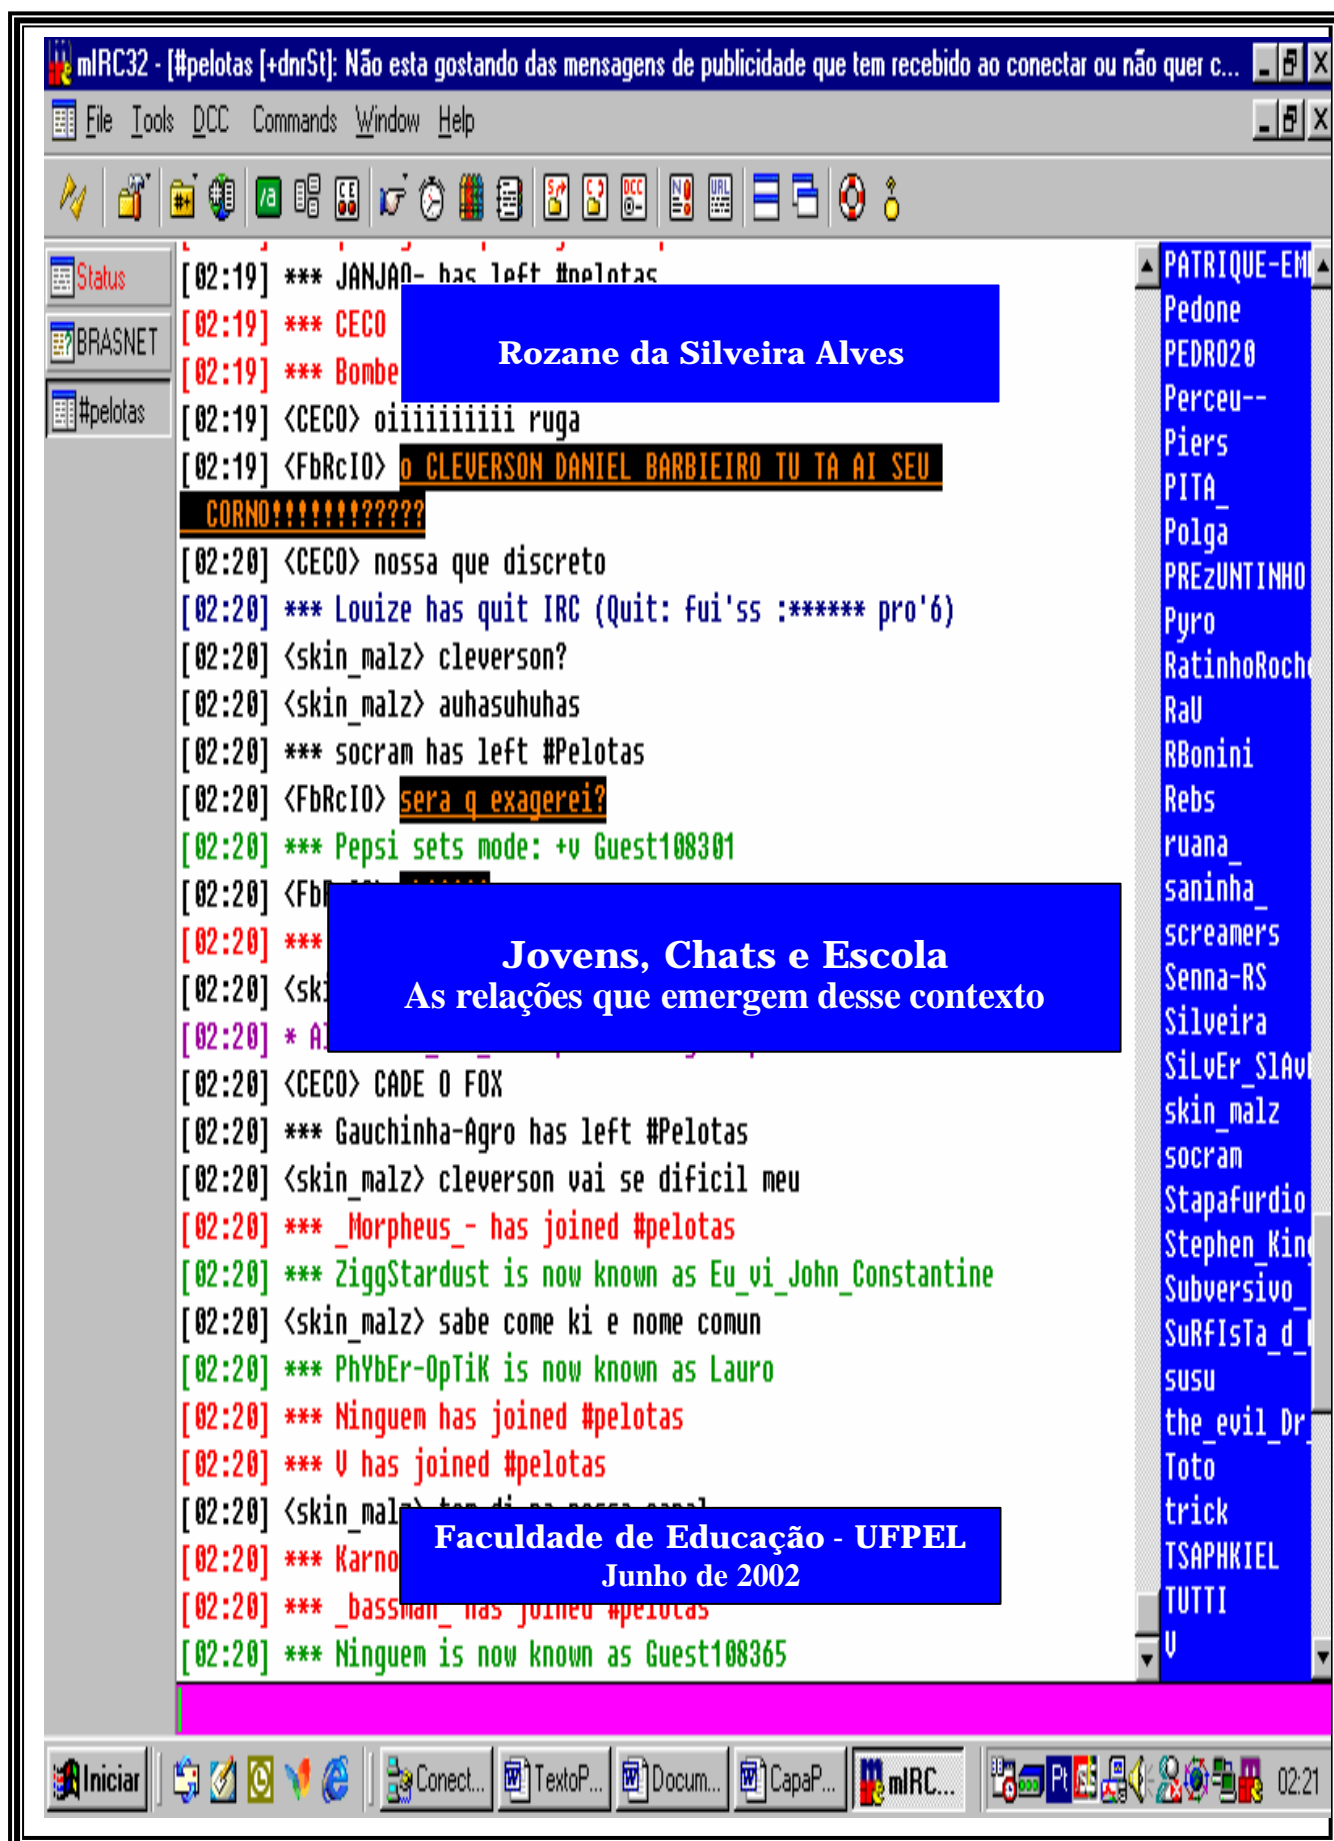 mIRC32 - [#pelotas [+dnrSt]: Não esta gostando das mensagens de publicidade que tem recebido ao conectar ou não quer c...
File Tools DCC Commands Window Help
Status
BRASNET
#pelotas
[02:19] *** JANJAO- has left #pelotas
[02:19] *** CECO
[02:19] *** Bombe
Rozane da Silveira Alves
[02:19] <CECO> oiiiiiiiiii ruga
[02:19] <FbRcIO> o CLEVERSON DANIEL BARBIEIRO TU TA AI SEU
CORNO!!!!!!!?????
[02:20] <CECO> nossa que discreto
[02:20] *** Louize has quit IRC (Quit: fui'ss :****** pro'6)
[02:20] <skin_malz> cleverson?
[02:20] <skin_malz> auhasuhuhas
[02:20] *** socram has left #Pelotas
[02:20] <FbRcIO> sera q exagerei?
[02:20] *** Pepsi sets mode: +v Guest108301
[02:20]
[02:20] ***
[02:20] <ski
[02:20] *
Jovens, Chats e Escola
As relações que emergem desse contexto
[02:20] <CECO> CADE O FOX
[02:20] *** Gauchinha-Agro has left #Pelotas
[02:20] <skin_malz> cleverson vai se dificil meu
[02:20] *** _Morpheus_- has joined #pelotas
[02:20] *** ZiggStardust is now known as Eu_vi_John_Constantine
[02:20] <skin_malz> sabe come ki e nome comun
[02:20] *** PhYbEr-OpTiK is now known as Lauro
[02:20] *** Ninguem has joined #pelotas
[02:20] *** V has joined #pelotas
[02:20] <skin_malz>
[02:20] *** Karno
[02:20] *** _bassman_ has joined #pelotas
Faculdade de Educação - UFPEL
Junho de 2002
[02:20] *** Ninguem is now known as Guest108365
PATRIQUE-EM
Pedone
PEDRO20
Perceu--
Piers
PITA_
Polga
PREzUNTINHO
Pyro
RatinhoRoch
RaU
RBonini
Rebs
ruana_
saninha_
screamers
Senna-RS
Silveira
SiLvEr_SlAv
skin_malz
socram
Stapafurdio
Stephen_King
Subversivo_
SuRfIsTa_d_
susu
the_evil_Dr_
Toto
trick
TSAPHKIEL
TUTTI
V
Iniciar Conect... TextoP... Docum... CapaP... mIRC... Pt 02:21